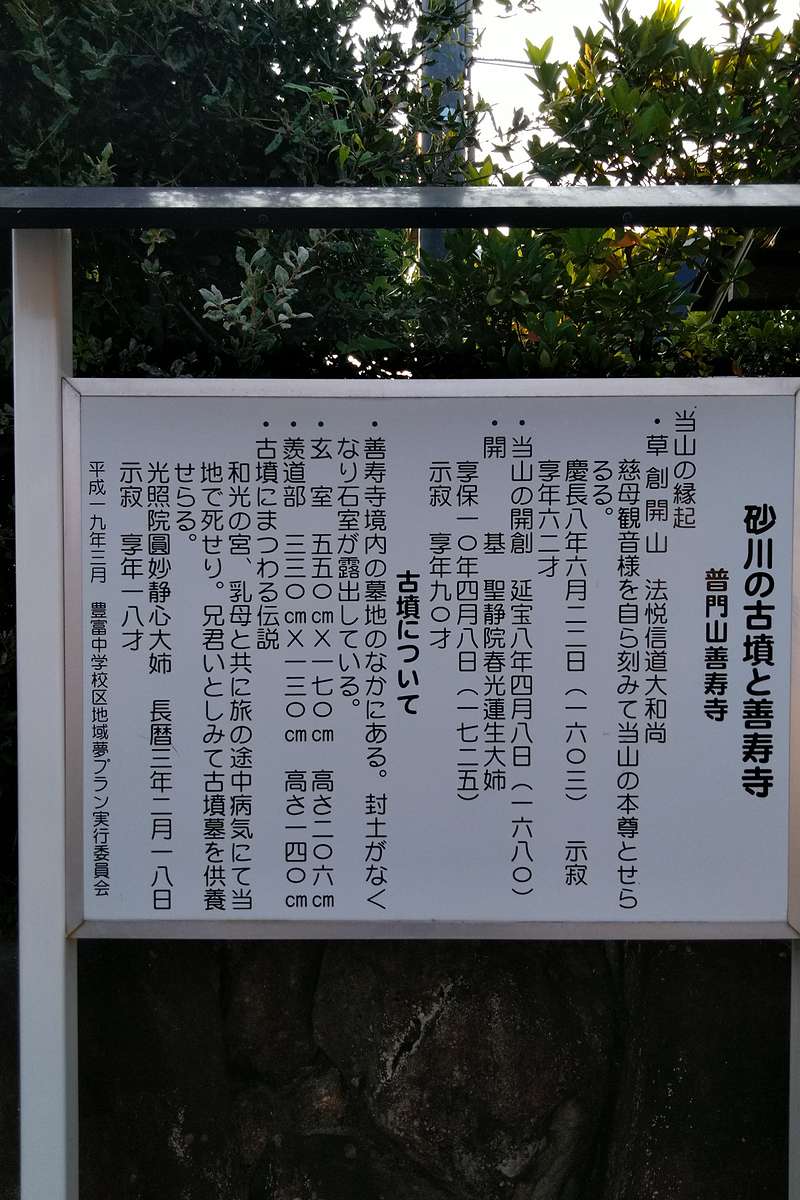 砂川の古墳と善寿寺
普門山善寿寺
当山の縁起
・草創開山　法悦信道大和尚
慈母観音様を自ら刻みて当山の本尊とせら
るる。
慶長八年六月二二日（一六〇三）　示寂
享年六二才
・当山の開創　延宝八年四月八日（一六八〇）
・開　　基　聖静院春光蓮生大姉
享保一〇年四月八日（一七二五）
示寂　享年九〇才
古墳について
・善寿寺境内の墓地のなかにある。封土がなく
なり石室が露出している。
・玄　室　五五〇㎝×一七〇㎝　高さ二〇六㎝
・羨道部　三三〇㎝×一三〇㎝　高さ一四〇㎝
・古墳にまつわる伝説
和光の宮、乳母と共に旅の途中病気にて当
地で死せり。兄君いとしみて古墳墓を供養
せらる。
光照院圓妙静心大姉　長暦三年二月一八日
示寂　享年一八才
平成一九年三月　豊富中学校区地域夢プラン実行委員会